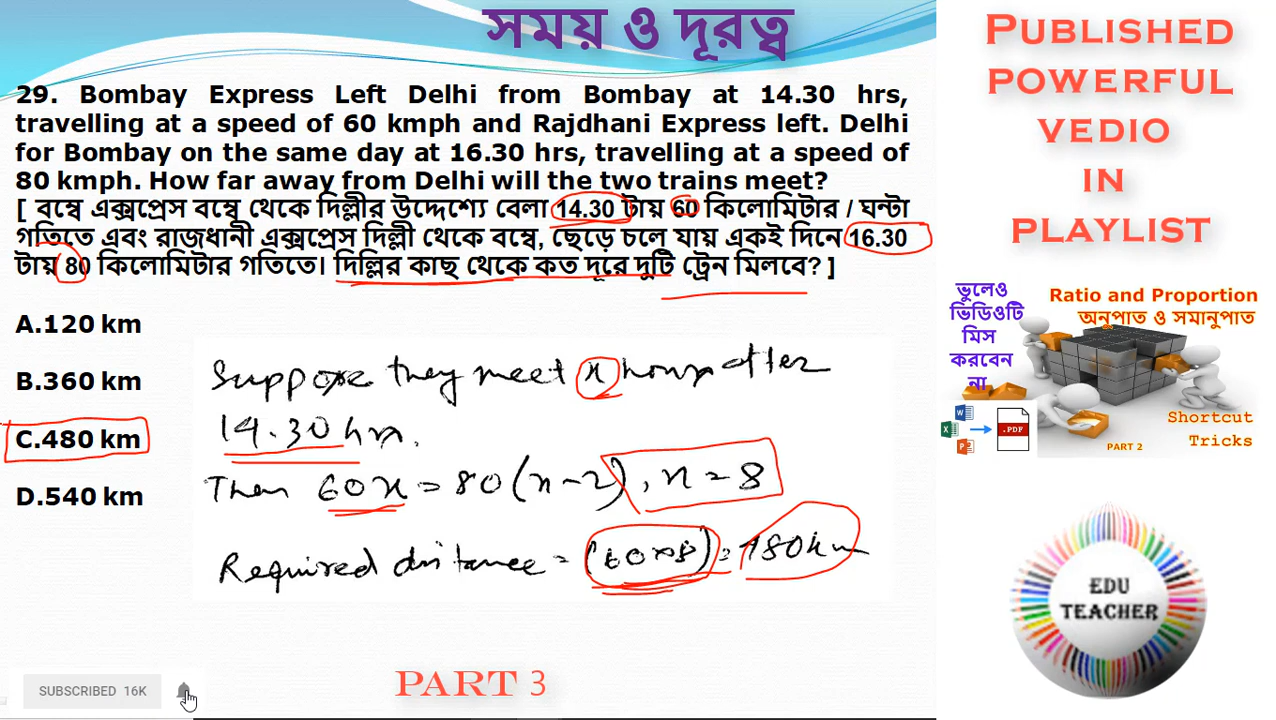 সময় ও দূরত্ব
29. Bombay Express Left Delhi from Bombay at 14.30 hrs,
travelling at a speed of 60 kmph and Rajdhani Express left. Delhi
for Bombay on the same day at 16.30 hrs, travelling at a speed of
80 kmph. How far away from Delhi will the two trains meet?
[ বম্বে এক্সপ্রেস বম্বে থেকে দিল্লীর উদ্দেশ্যে বেলা 14.30 টায় 60 কিলোমিটার / ঘন্টা
গতিতে এবং রাজধানী এক্সপ্রেস দিল্লী থেকে বম্বে, ছেড়ে চলে যায় একই দিনে 16.30
টায় 80 কিলোমিটার গতিতে। দিল্লির কাছ থেকে কত দূরে দুটি ট্রেন মিলবে? ]
A.120 km
B.360 km
C.480 km
D.540 km
Suppose they meet x hours after
14.30 hrs.
Then 60x = 80(x-2), x = 8
Required distance = (60x8) = 480km
PART 3
SUBSCRIBED 16K
PUBLISHED
POWERFUL
VEDIO
IN
PLAYLIST
ভুলেও
ভিডিওটি
মিস
করবেন
না
Ratio and Proportion
অনুপাত ও সমানুপাত
W
X
P
.PDF
Shortcut
Tricks
PART 2
EDU
TEACHER